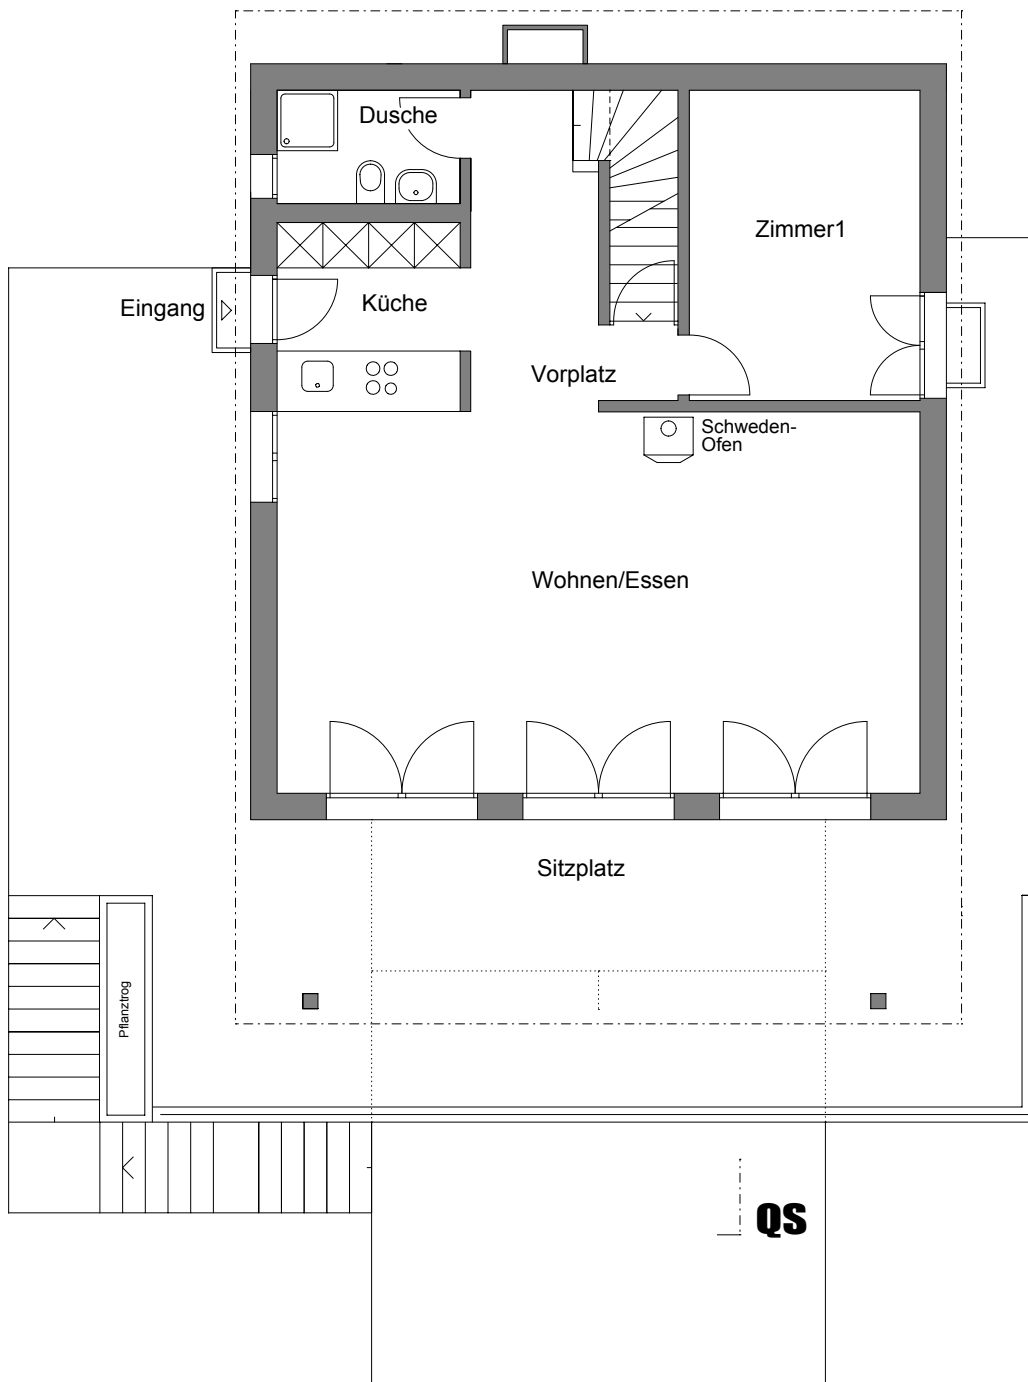 Dusche
Zimmer1
Eingang
Küche
Vorplatz
Schweden-
Ofen
Wohnen/Essen
Sitzplatz
Pflanztrog
QS